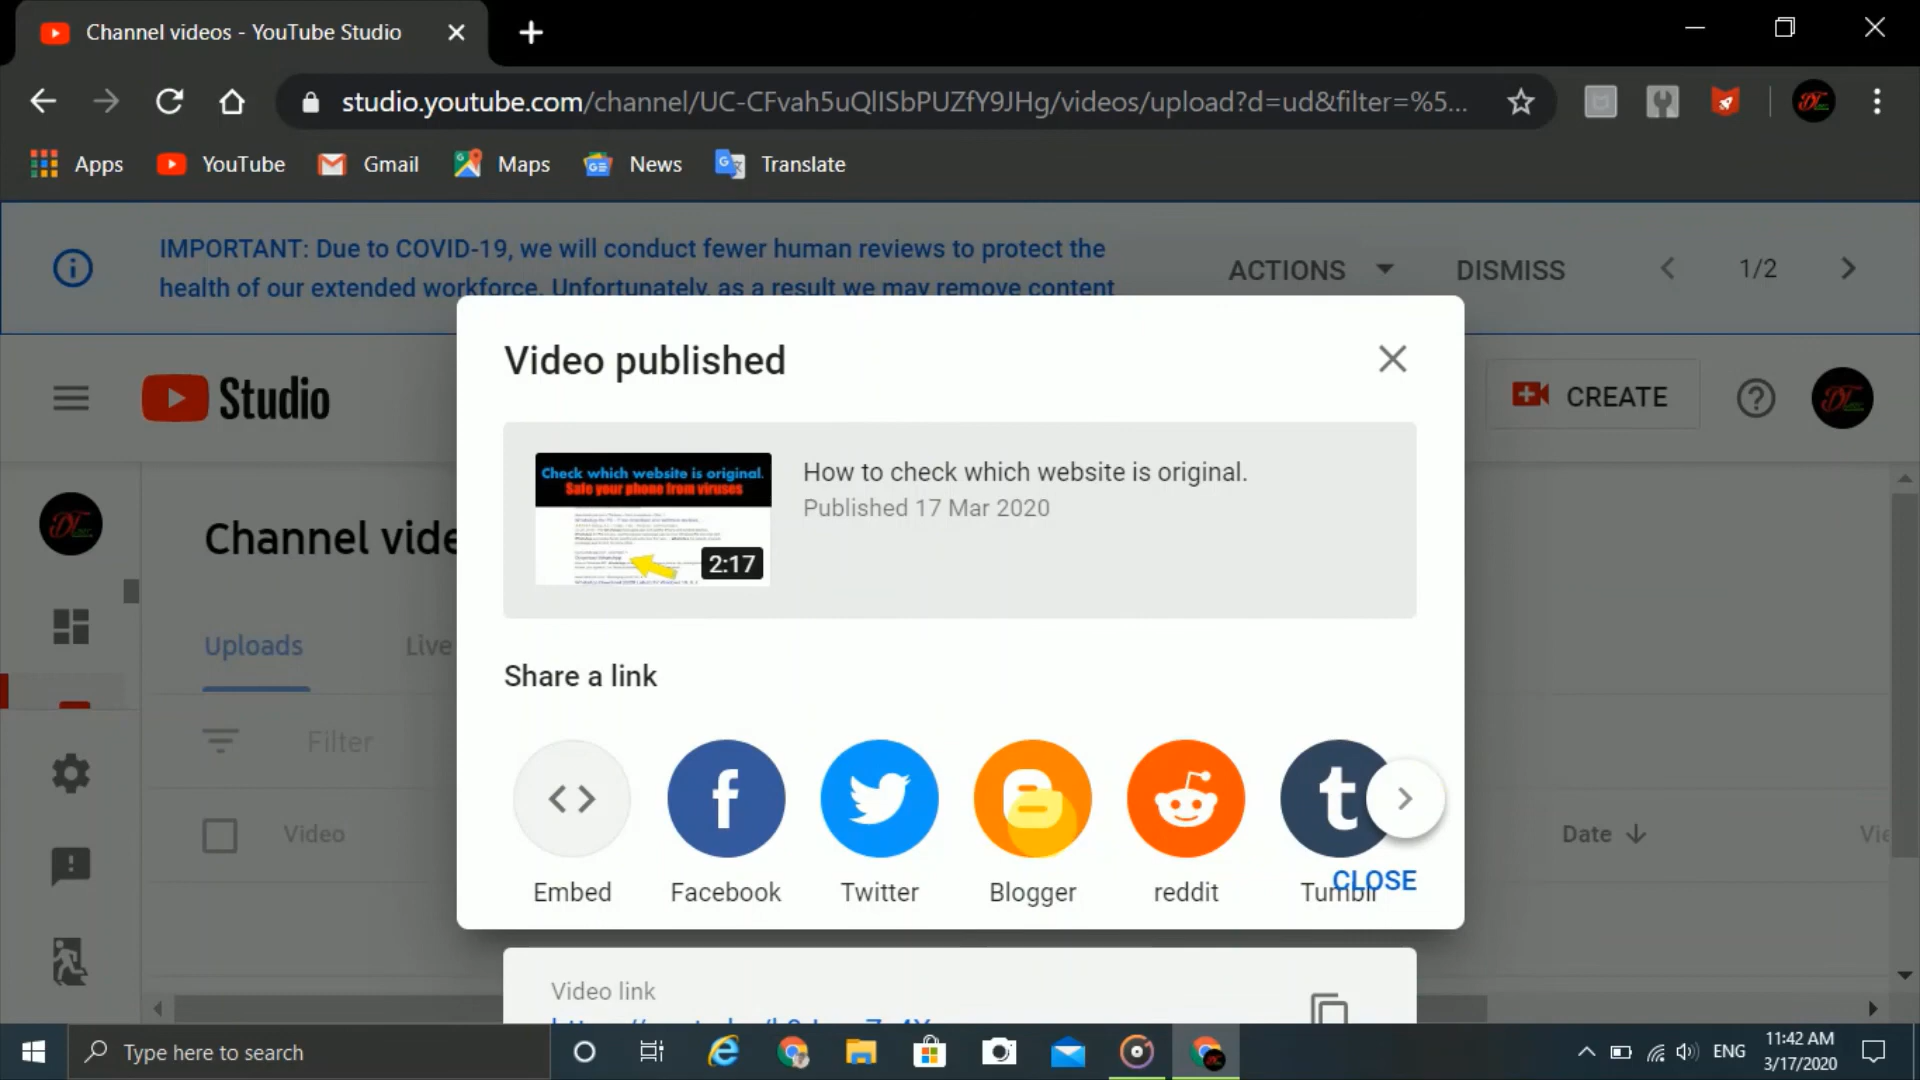 Channel videos - YouTube Studio
studio.youtube.com/channel/UC-CFvah5uQlISbPUZfY9JHg/videos/upload?d=ud&filter=%5...
Apps YouTube Gmail Maps News Translate
IMPORTANT: Due to COVID-19, we will conduct fewer human reviews to protect the
health of our extended workforce. Unfortunately, as a result we may remove content
ACTIONS DISMISS 1/2
Studio
CREATE
Video published
Check which website is original.
Safe your phone from viruses
2:17
How to check which website is original.
Published 17 Mar 2020
Channel vide
Uploads Live
Filter
Video
Date
Vie
Share a link
Embed Facebook Twitter Blogger reddit Tumblr
CLOSE
Video link
Type here to search
ENG
11:42 AM
3/17/2020